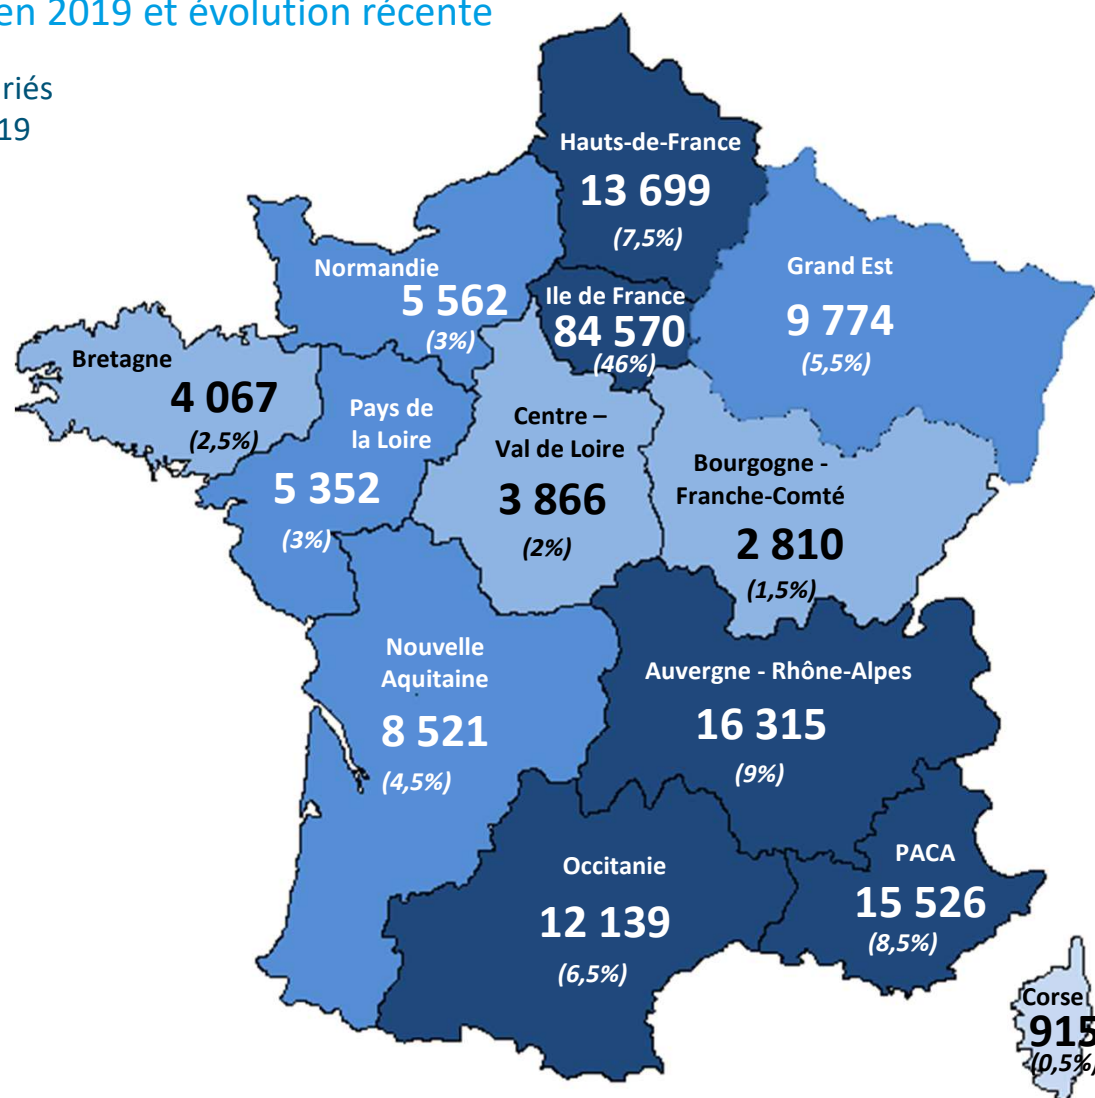 en 2019 et évolution récente
riés
19
Hauts-de-France
13 699
(7,5%)
Normandie
5 562
(3%)
Ile de France
84 570
(46%)
Grand Est
9 774
(5,5%)
Bretagne
4 067
(2,5%)
Pays de
la Loire
5 352
(3%)
Centre –
Val de Loire
3 866
(2%)
Bourgogne -
Franche-Comté
2 810
(1,5%)
Nouvelle
Aquitaine
8 521
(4,5%)
Auvergne - Rhône-Alpes
16 315
(9%)
Occitanie
12 139
(6,5%)
PACA
15 526
(8,5%)
Corse
915
(0,5%)